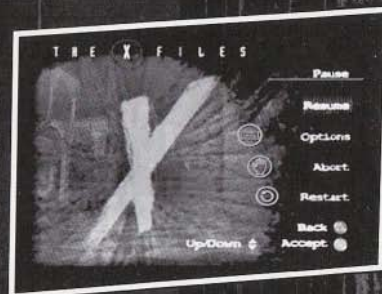 THE X FILES
Pause
Resume
Options
Abort
Restart
Back
Up/Down Accept